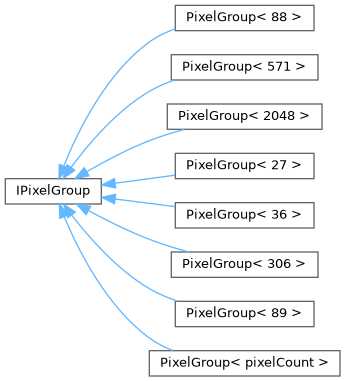 PixelGroup< 88 >
PixelGroup< 571 >
PixelGroup< 2048 >
PixelGroup< 27 >
IPixelGroup
PixelGroup< 36 >
PixelGroup< 306 >
PixelGroup< 89 >
PixelGroup< pixelCount >